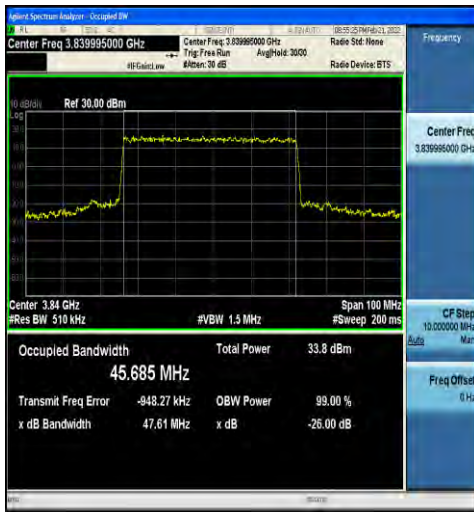 Agilent Spectrum Analyzer - Occupied BW
Center Freq 3.839995000 GHz
Center Freq: 3.839995000 GHz
Trig: Free Run
Avg|Hold: 30/30
#IFGain:Low
#Atten: 30 dB
Radio Std: None
Radio Device: BTS
Frequency
10 dB/div
Ref 30.00 dBm
Log
Center Freq
3.839995000 GHz
Center 3.84 GHz
Span 100 MHz
#Res BW 510 kHz
#VBW 1.5 MHz
#Sweep 200 ms
CF Step
10.000000 MHz
Auto
Man
Occupied Bandwidth
Total Power
33.8 dBm
45.685 MHz
Transmit Freq Error
-948.27 kHz
OBW Power
99.00 %
x dB Bandwidth
47.61 MHz
x dB
-26.00 dB
Freq Offset
0 Hz